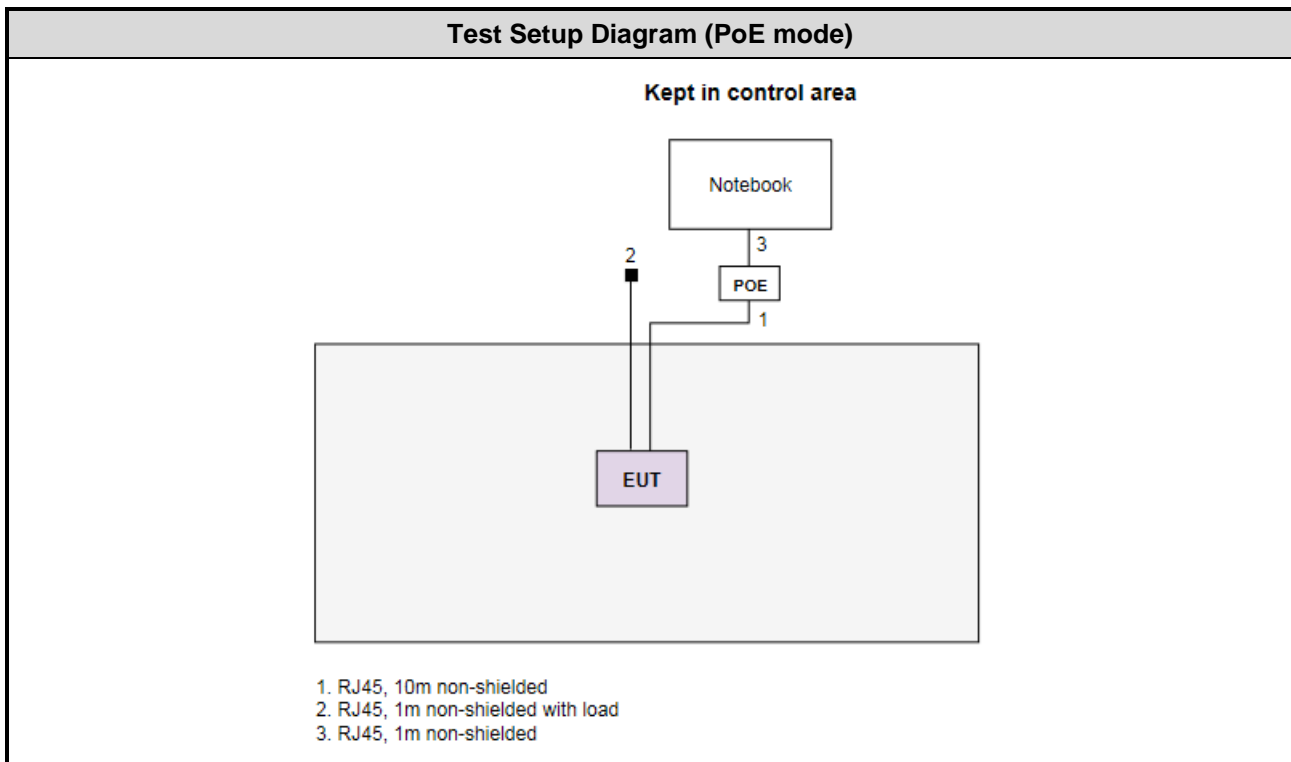 Test Setup Diagram (PoE mode)
Kept in control area
Notebook
3
2
POE
1
EUT
1. RJ45, 10m non-shielded
2. RJ45, 1m non-shielded with load
3. RJ45, 1m non-shielded